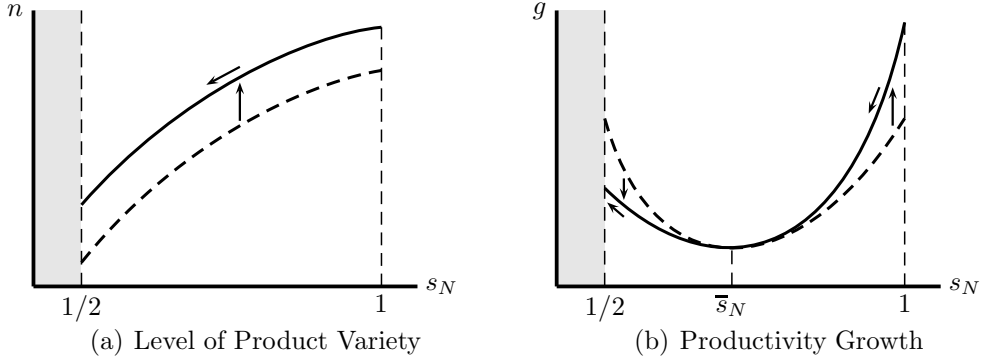 n
g
s_N
s_N
1/2
1
1/2
s̅_N
1
(a) Level of Product Variety
(b) Productivity Growth